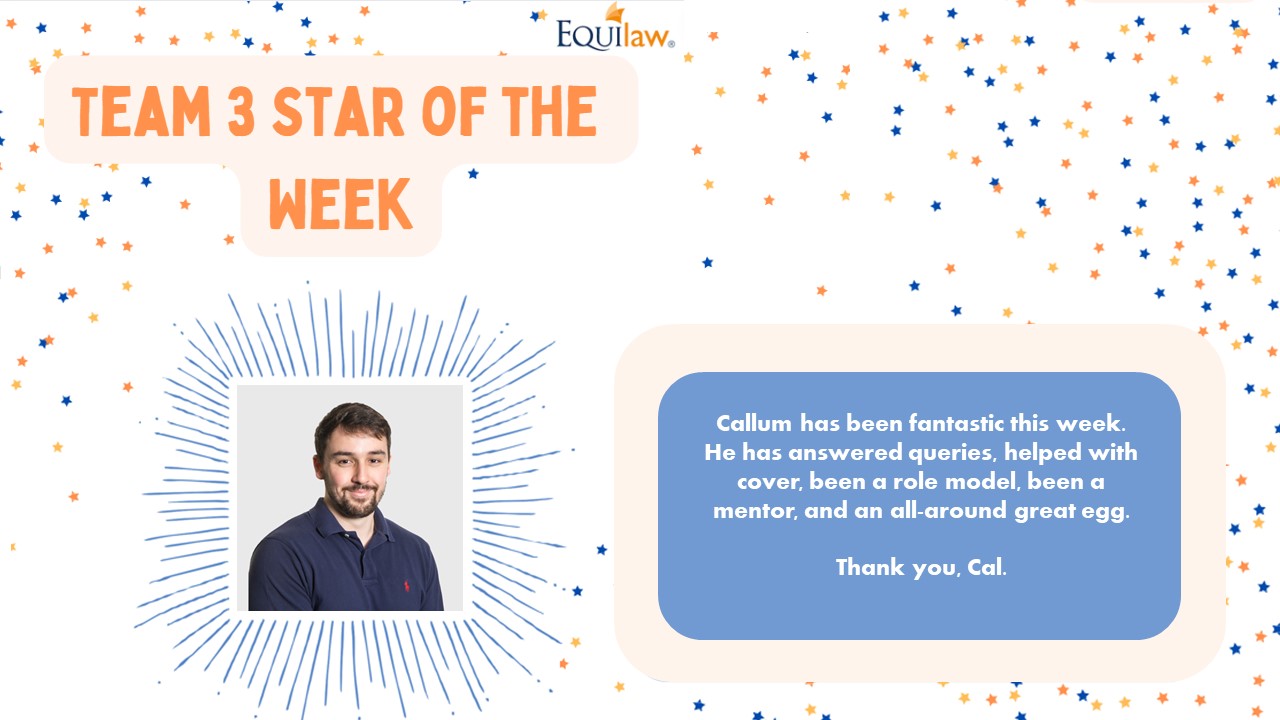 EQUIlaw®
TEAM 3 STAR OF THE
WEEK
Callum has been fantastic this week.
He has answered queries, helped with
cover, been a role model, been a
mentor, and an all-around great egg.
Thank you, Cal.